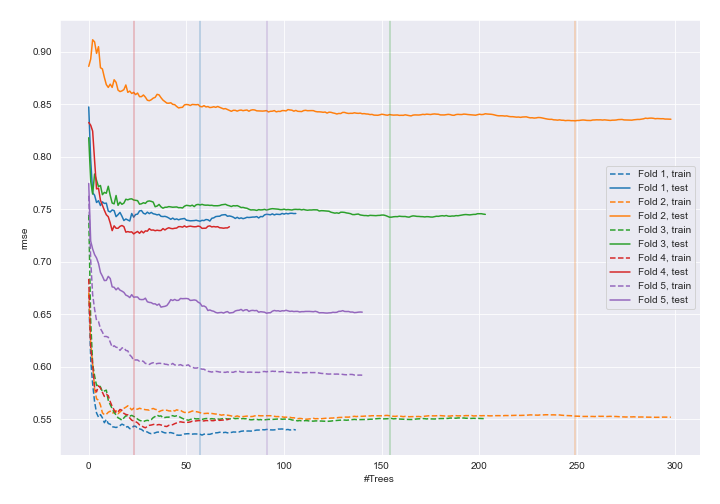 0.90
0.85
0.80
0.75
0.70
0.65
0.60
0.55
rmse
0
50
100
150
200
250
300
#Trees
Fold 1, train
Fold 1, test
Fold 2, train
Fold 2, test
Fold 3, train
Fold 3, test
Fold 4, train
Fold 4, test
Fold 5, train
Fold 5, test